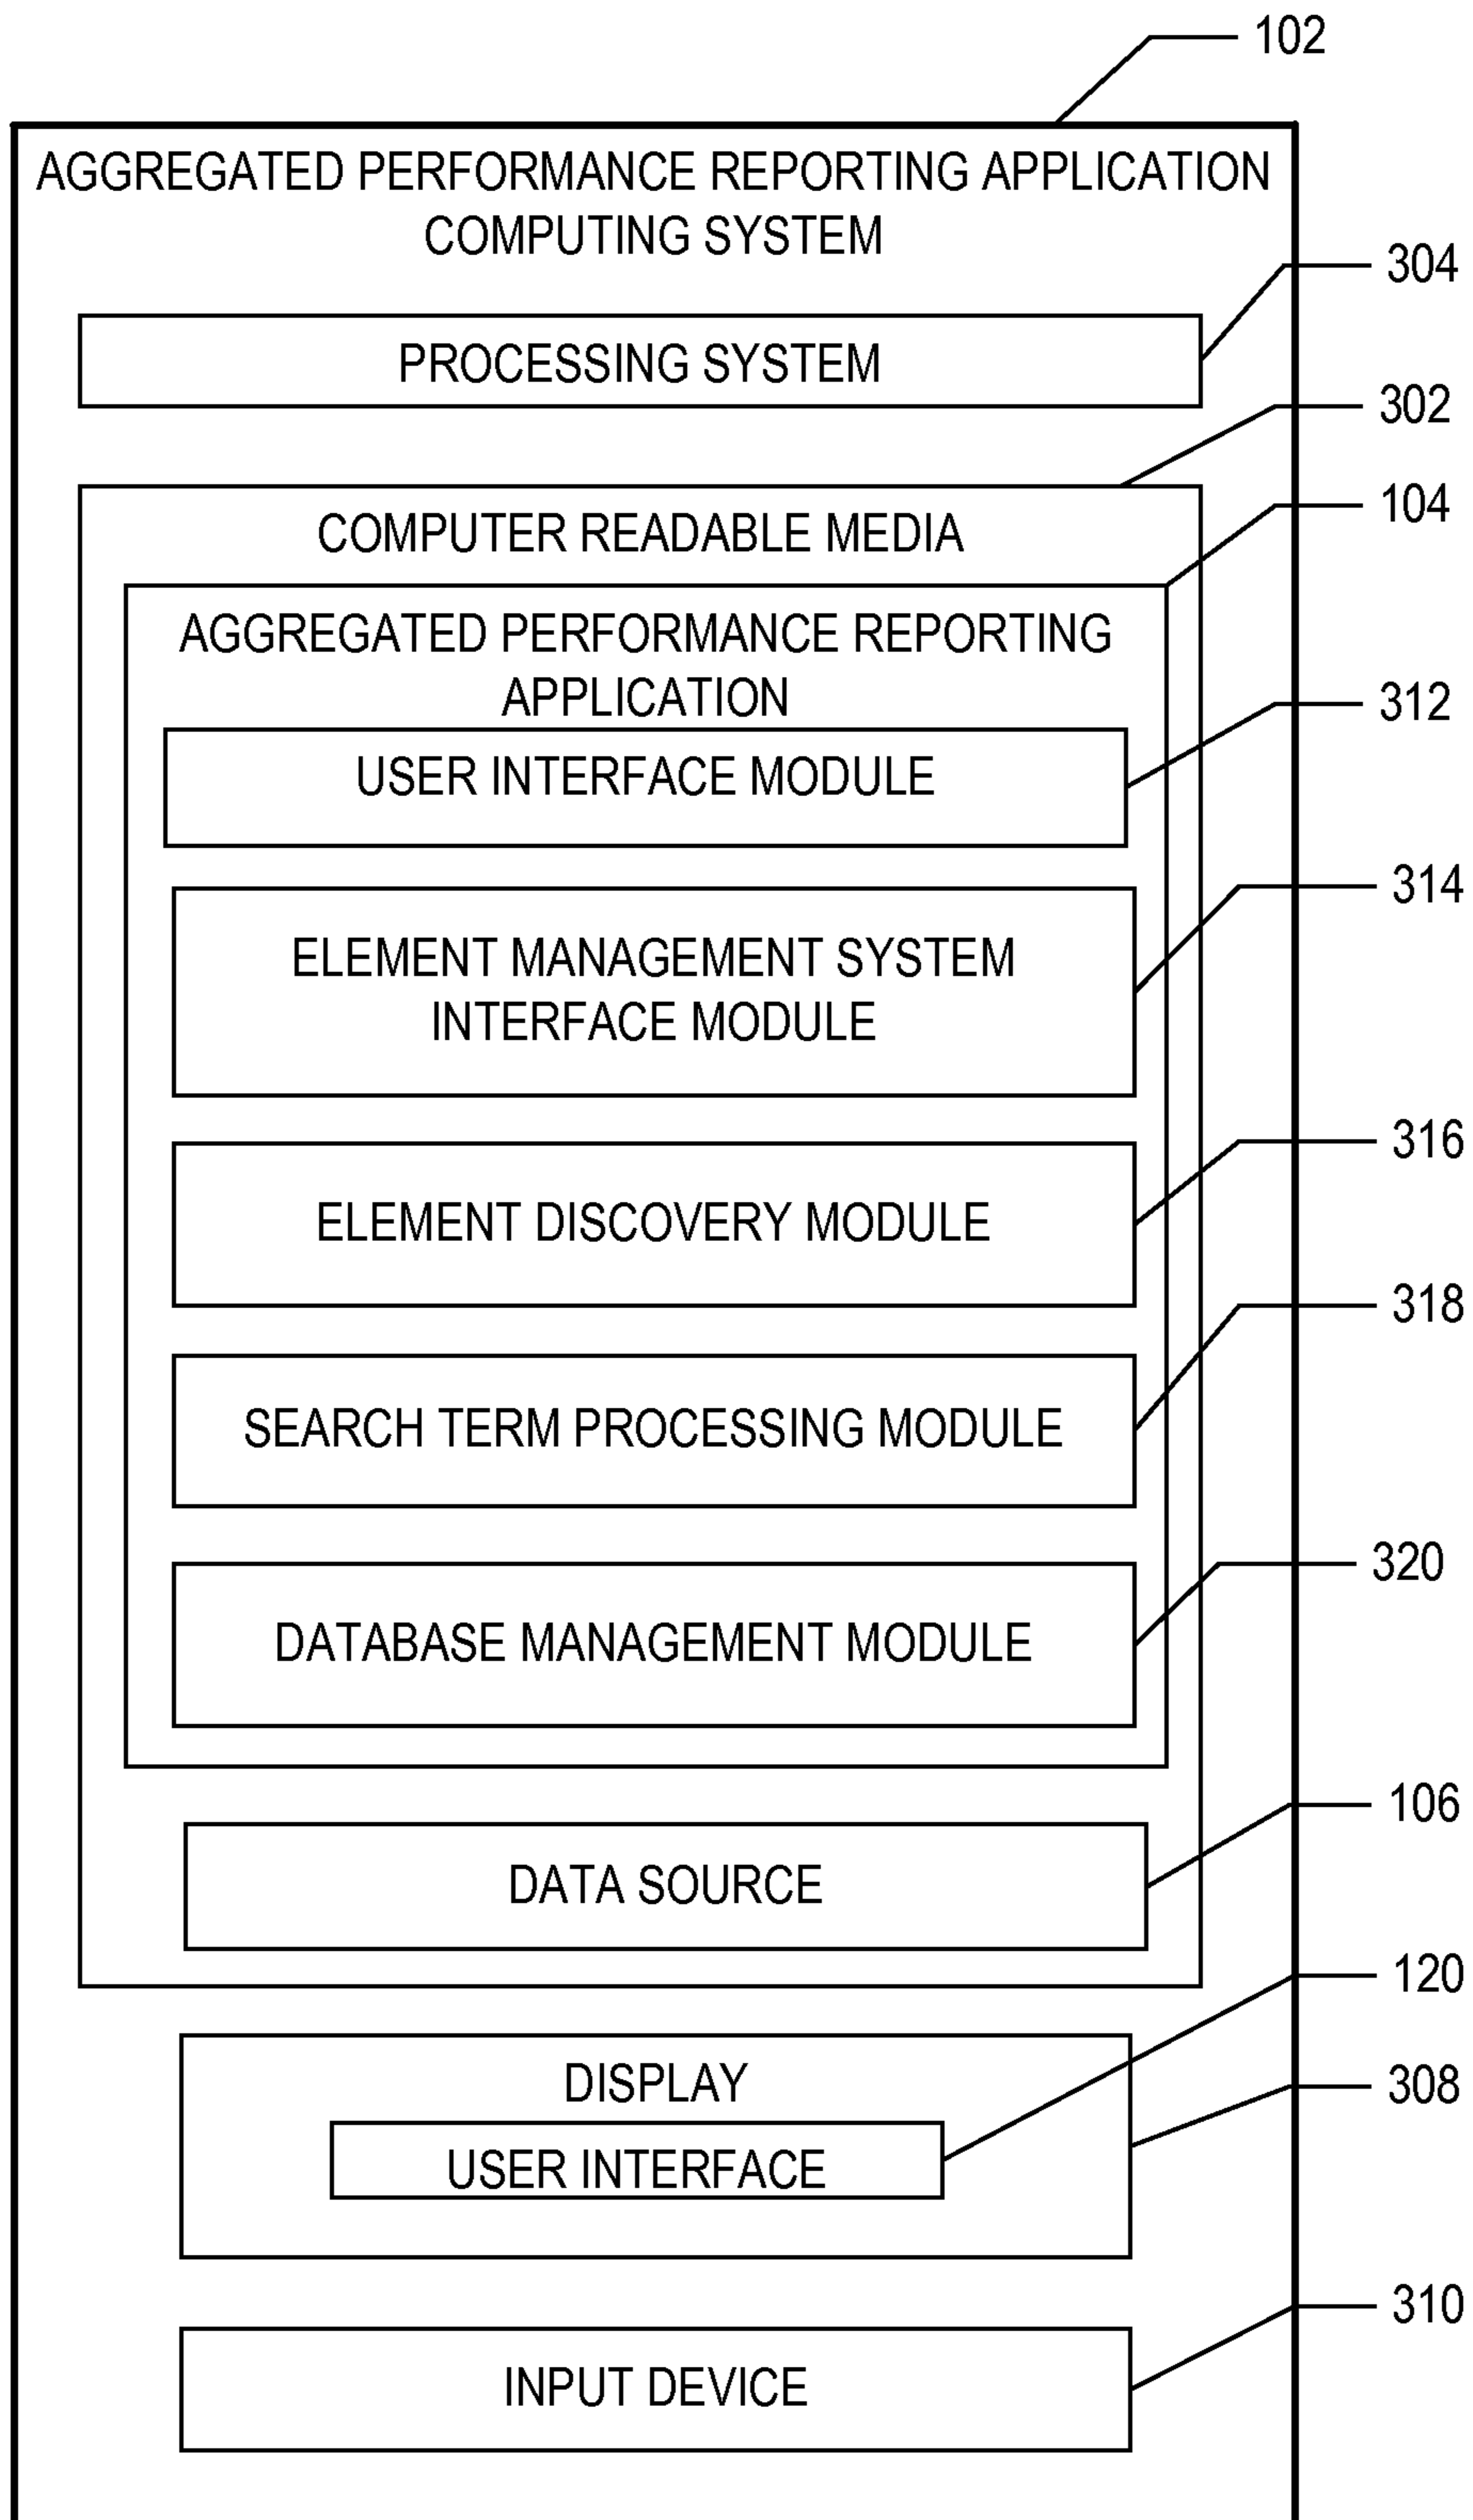 102
AGGREGATED PERFORMANCE REPORTING APPLICATION
COMPUTING SYSTEM
304
PROCESSING SYSTEM
302
104
COMPUTER READABLE MEDIA
AGGREGATED PERFORMANCE REPORTING
APPLICATION
312
USER INTERFACE MODULE
314
ELEMENT MANAGEMENT SYSTEM
INTERFACE MODULE
316
ELEMENT DISCOVERY MODULE
318
SEARCH TERM PROCESSING MODULE
320
DATABASE MANAGEMENT MODULE
106
DATA SOURCE
120
308
DISPLAY
USER INTERFACE
310
INPUT DEVICE